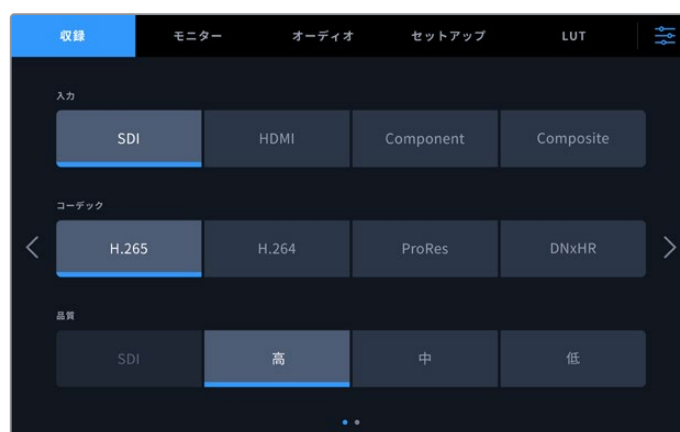 収録 モニター オーディオ セットアップ LUT
入力
SDI HDMI Component Composite
コーデック
H.265 H.264 ProRes DNxHR
品質
SDI 高 中 低